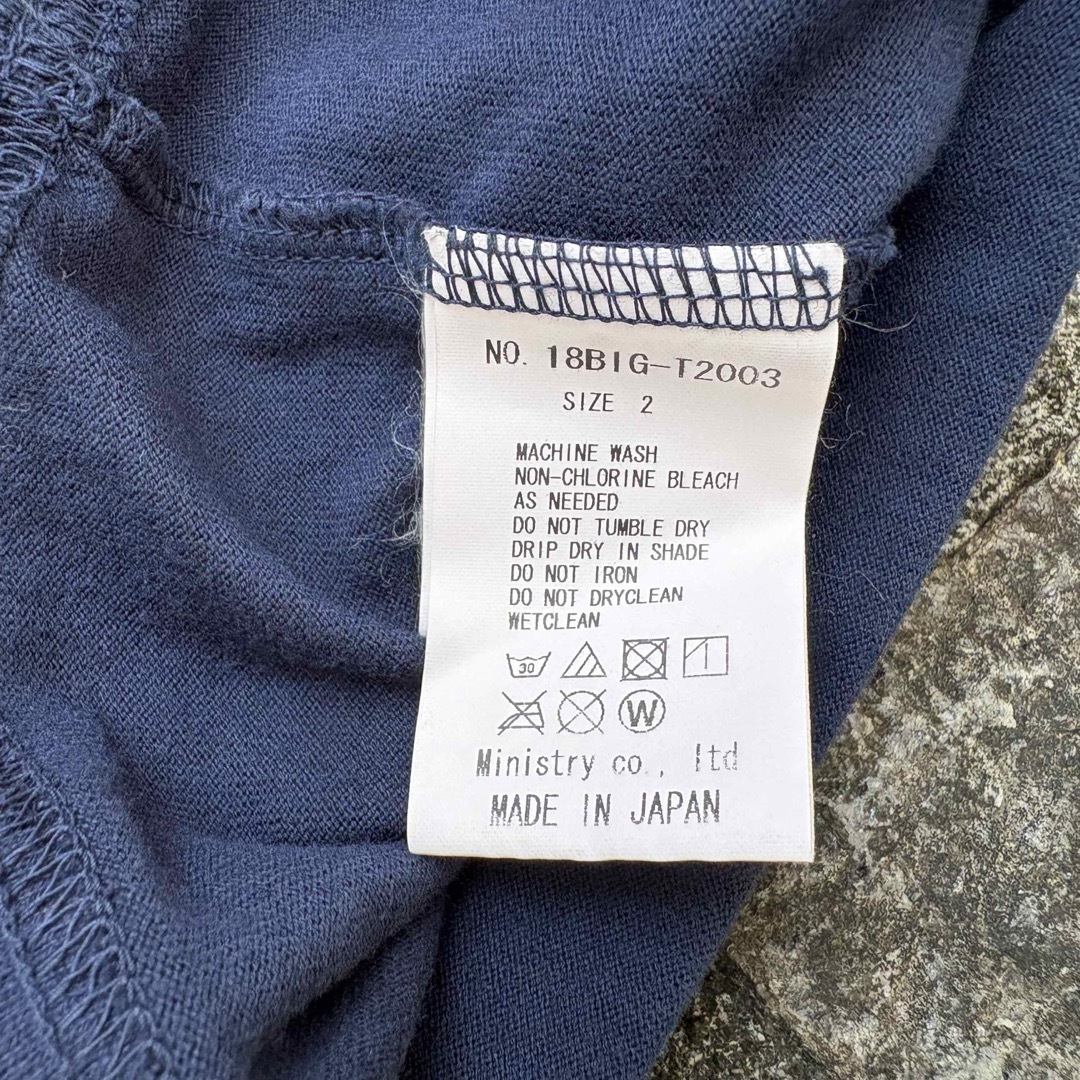 NO. 18BIG-T2003
SIZE 2
MACHINE WASH
NON-CHLORINE BLEACH
AS NEEDED
DO NOT TUMBLE DRY
DRIP DRY IN SHADE
DO NOT IRON
DO NOT DRYCLEAN
WETCLEAN
30
W
Ministry co., ltd
MADE IN JAPAN